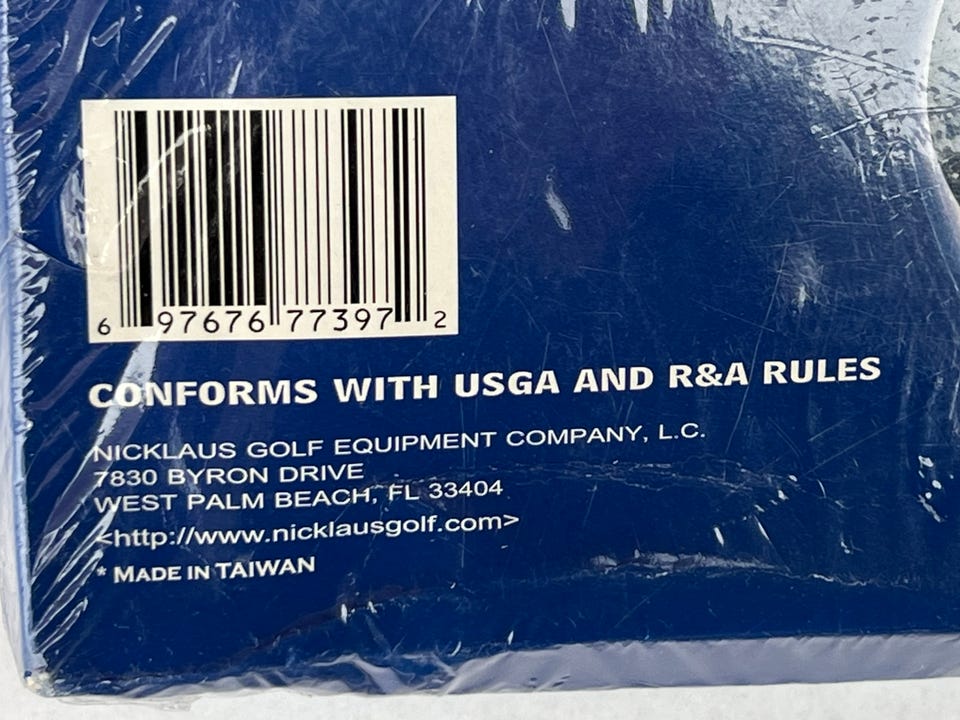 6 97676 77397 2
CONFORMS WITH USGA AND R&A RULES
NICKLAUS GOLF EQUIPMENT COMPANY, L.C.
7830 BYRON DRIVE
WEST PALM BEACH, FL 33404
<http://www.nicklausgolf.com>
* MADE IN TAIWAN